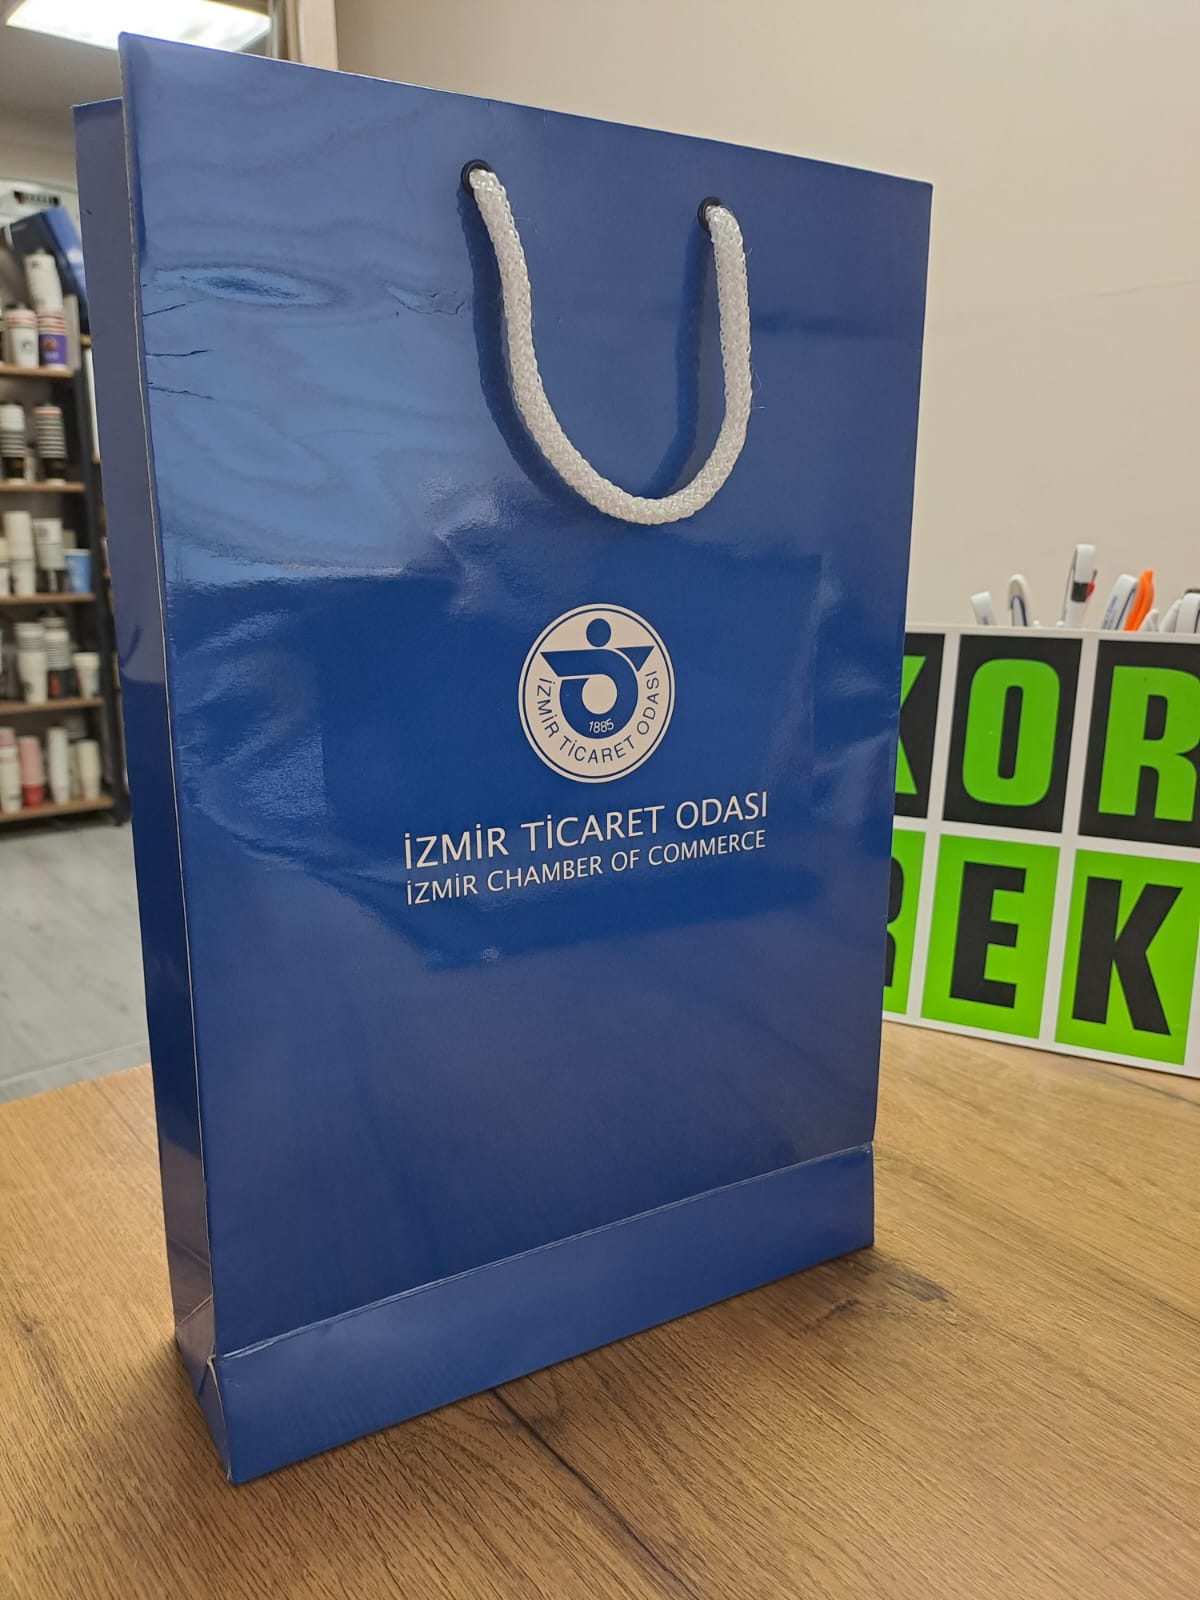 1885
İZMİR TİCARET ODASI
İZMİR TİCARET ODASI
İZMİR CHAMBER OF COMMERCE
KOR
REK